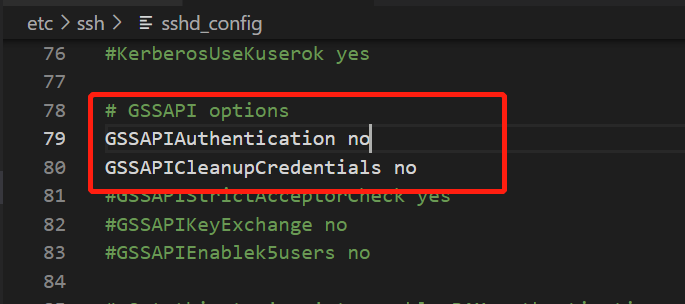 etc > ssh > sshd_config
76 #KerberosUseKuserok yes
77
78 # GSSAPI options
79 GSSAPIAuthentication no
80 GSSAPICleanupCredentials no
81 #GSSAPIStrictAcceptorCheck yes
82 #GSSAPIKeyExchange no
83 #GSSAPIEnablek5users no
84